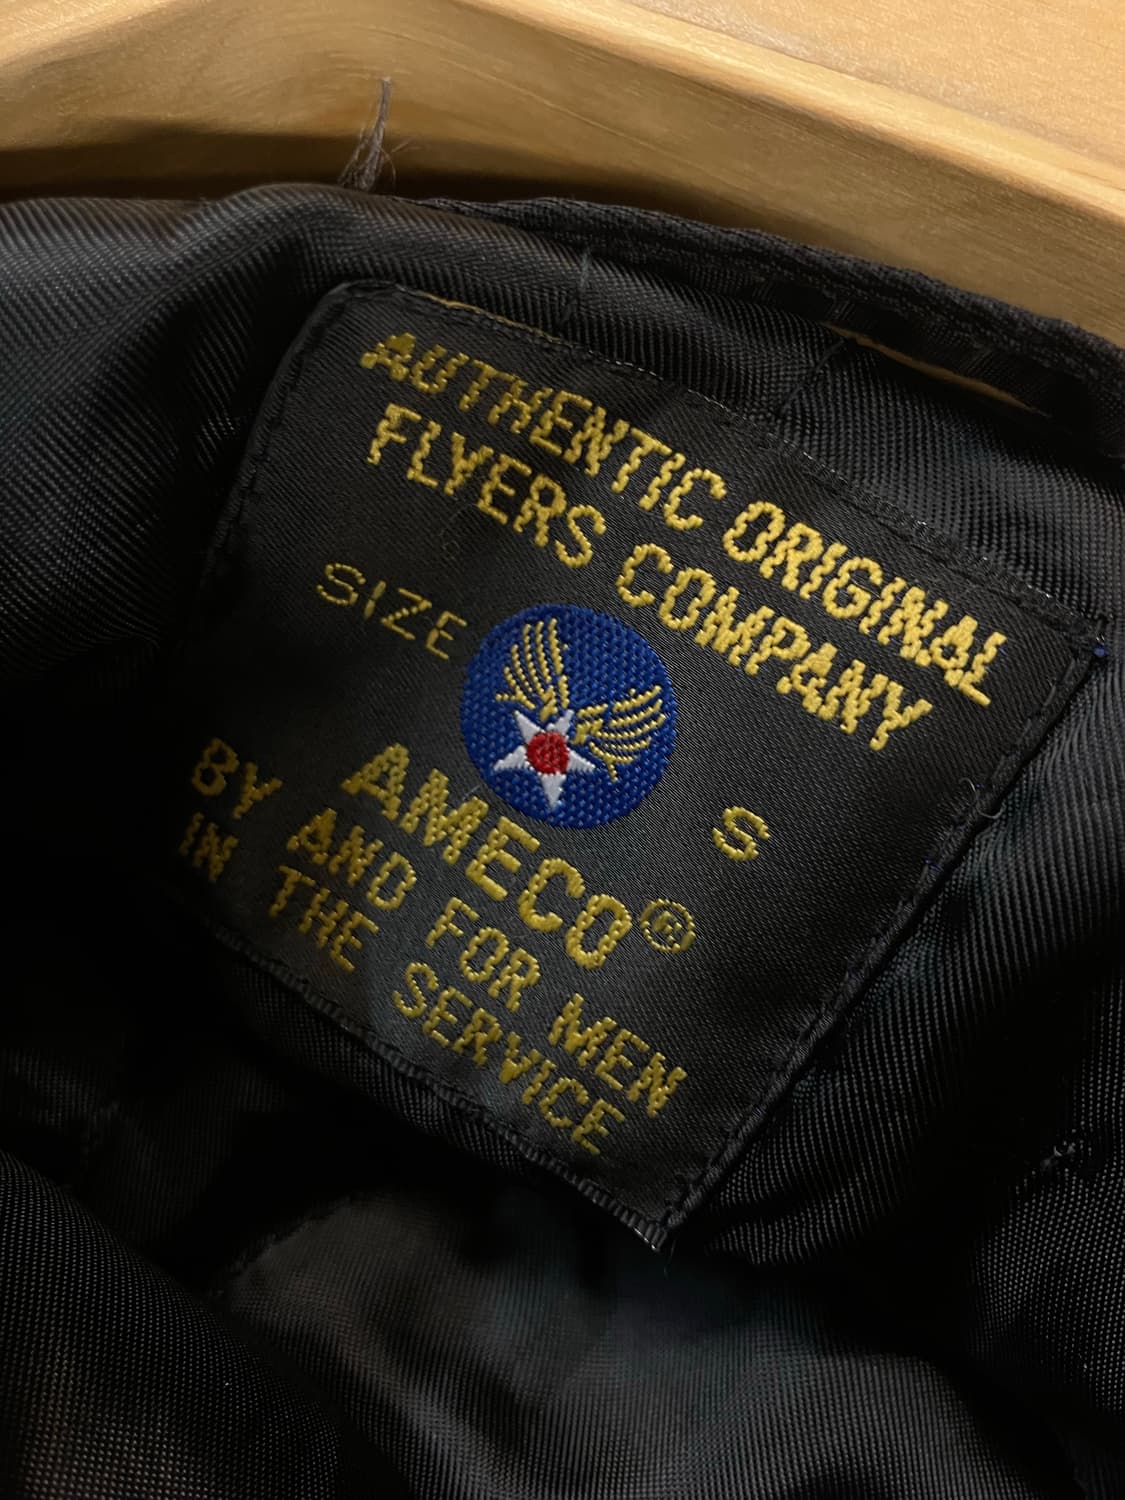 AUTHENTIC ORIGINAL
FLYERS COMPANY
SIZE S
AMECO®
BY AND FOR MEN
IN THE SERVICE